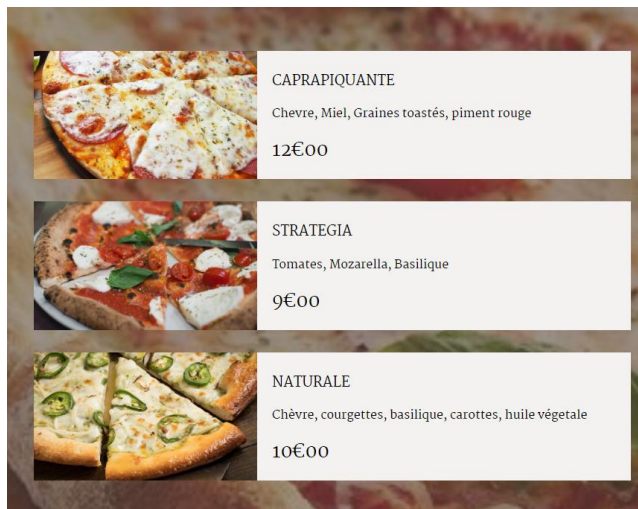 CAPRAPIQUANTE
Chevre, Miel, Graines toastés, piment rouge
12€00
STRATEGIA
Tomates, Mozarella, Basilique
9€00
NATURALE
Chèvre, courgettes, basilique, carottes, huile végetale
10€00